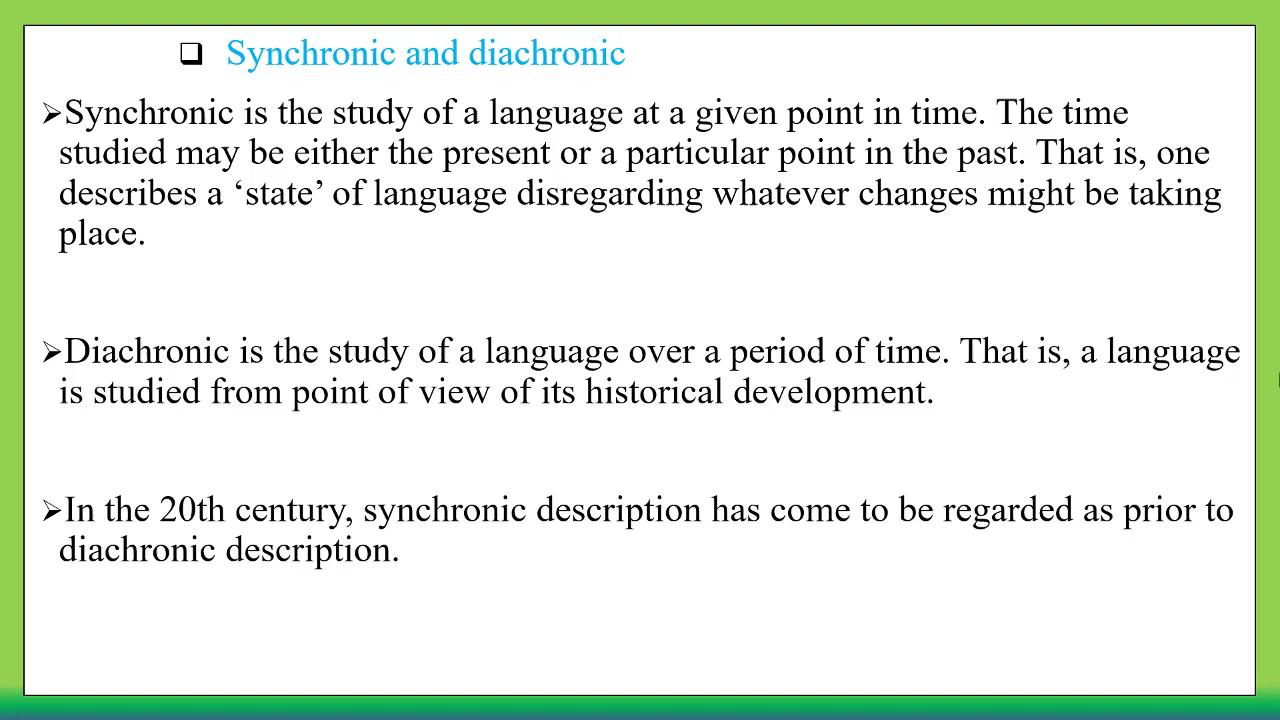 ❑ Synchronic and diachronic
➢Synchronic is the study of a language at a given point in time. The time
studied may be either the present or a particular point in the past. That is, one
describes a ‘state’ of language disregarding whatever changes might be taking
place.
➢Diachronic is the study of a language over a period of time. That is, a language
is studied from point of view of its historical development.
➢In the 20th century, synchronic description has come to be regarded as prior to
diachronic description.